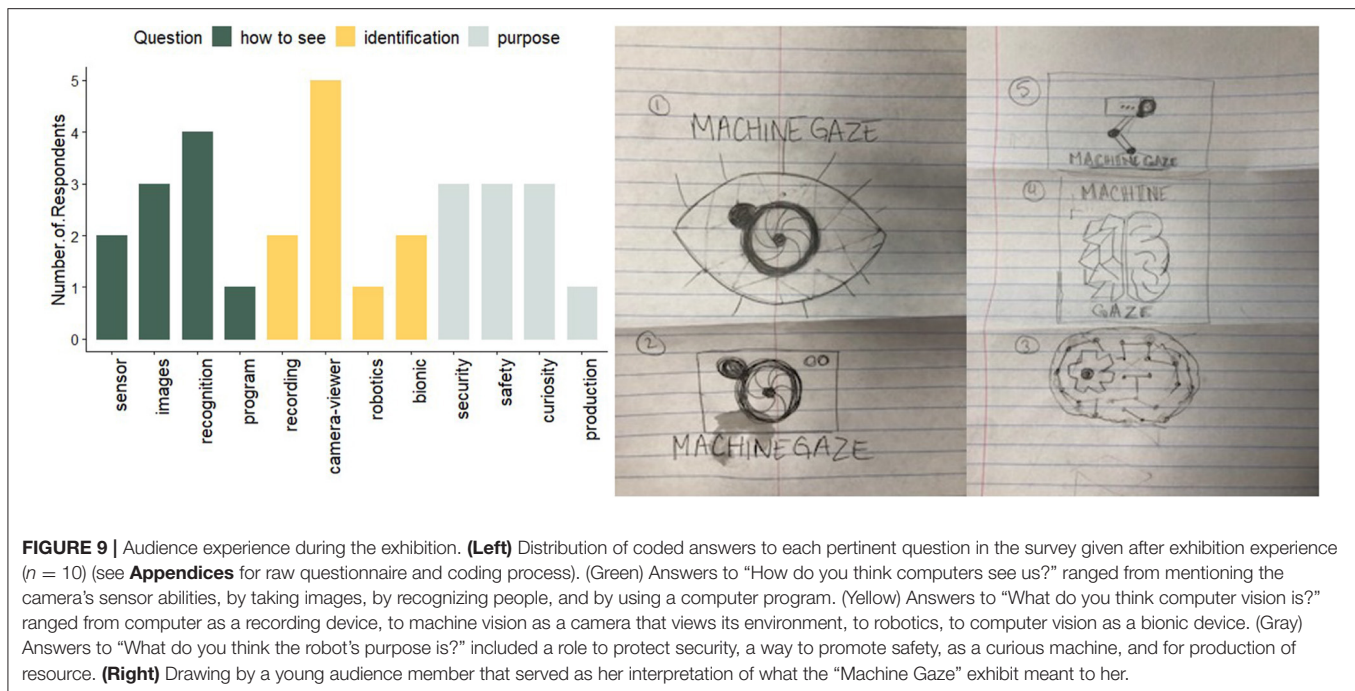 Question how to see identification purpose
Number.of.Respondents
5
4
3
2
1
0
sensor
images
recognition
program
recording
camera-viewer
robotics
bionic
security
safety
curiosity
production
1
MACHINE GAZE
2
MACHINE GAZE
5
MACHINE GAZE
4
MACHINE
GAZE
3
FIGURE 9 | Audience experience during the exhibition. (Left) Distribution of coded answers to each pertinent question in the survey given after exhibition experience
(n = 10) (see Appendices for raw questionnaire and coding process). (Green) Answers to “How do you think computers see us?” ranged from mentioning the
camera’s sensor abilities, by taking images, by recognizing people, and by using a computer program. (Yellow) Answers to “What do you think computer vision is?”
ranged from computer as a recording device, to machine vision as a camera that views its environment, to robotics, to computer vision as a bionic device. (Gray)
Answers to “What do you think the robot’s purpose is?” included a role to protect security, a way to promote safety, as a curious machine, and for production of
resource. (Right) Drawing by a young audience member that served as her interpretation of what the “Machine Gaze” exhibit meant to her.